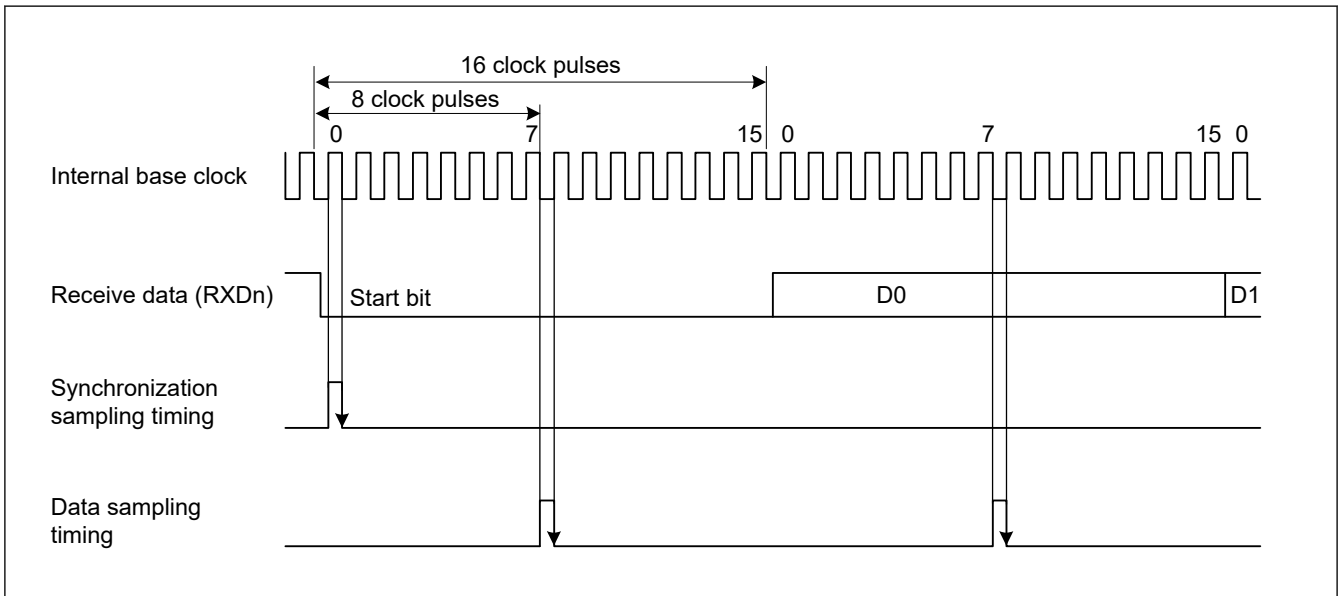 16 clock pulses
8 clock pulses
0 7 15 0 7 15 0
Internal base clock
Receive data (RXDn)
Start bit
D0
D1
Synchronization
sampling timing
Data sampling
timing